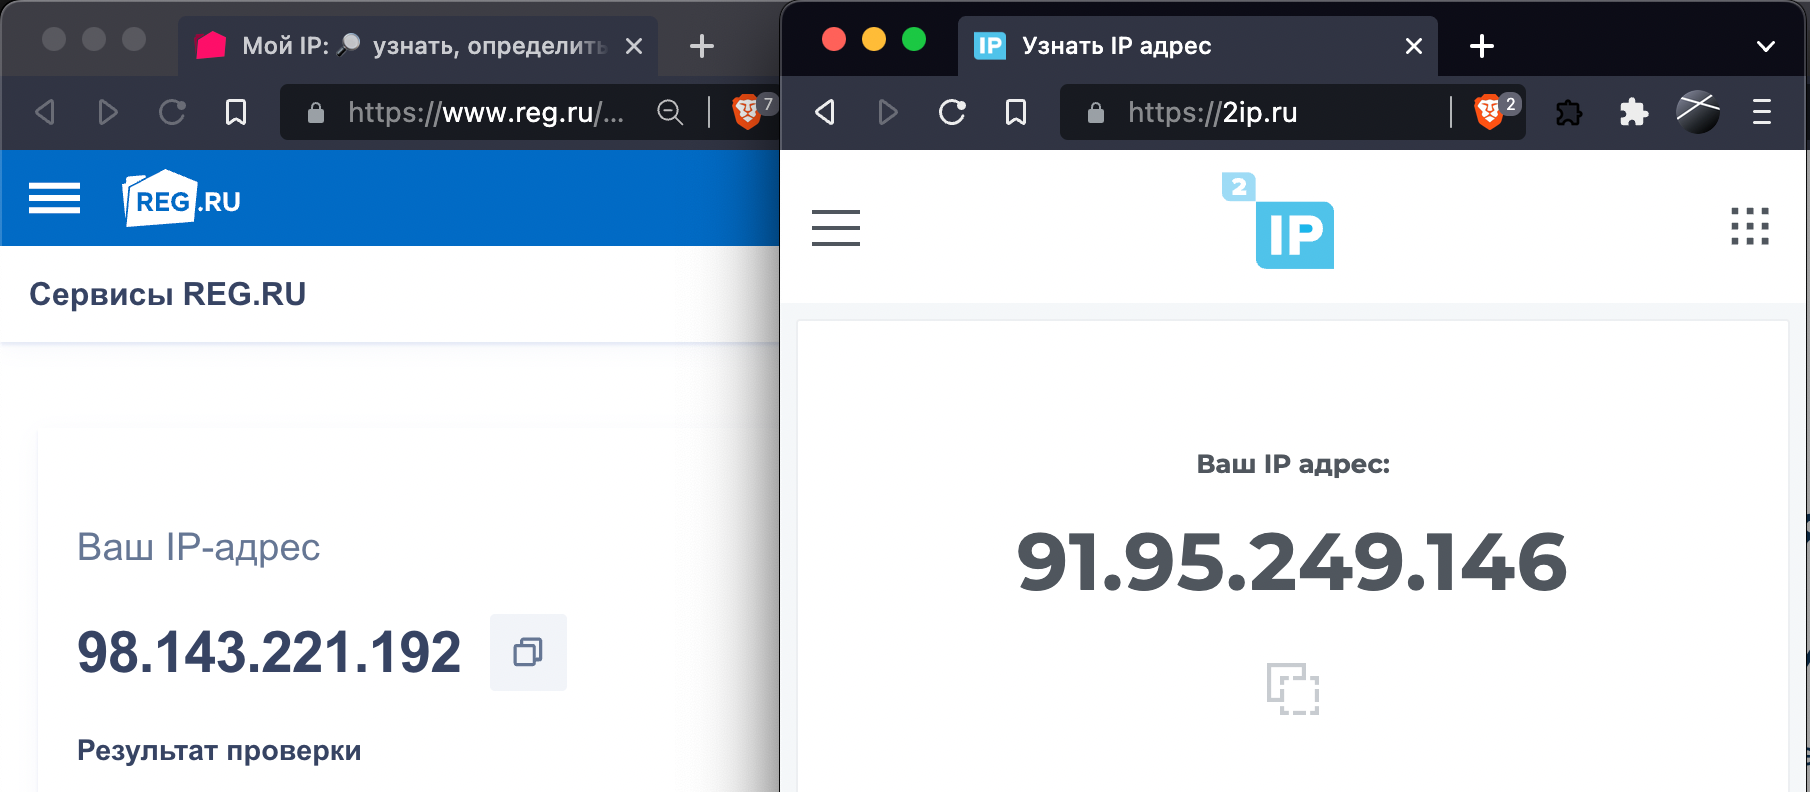 Мой IP: 🔎 узнать, определить
https://www.reg.ru/...
7
REG.RU
Сервисы REG.RU
Ваш IP-адрес
98.143.221.192
Результат проверки
IP Узнать IP адрес
https://2ip.ru
2
2
IP
Ваш IP адрес:
91.95.249.146